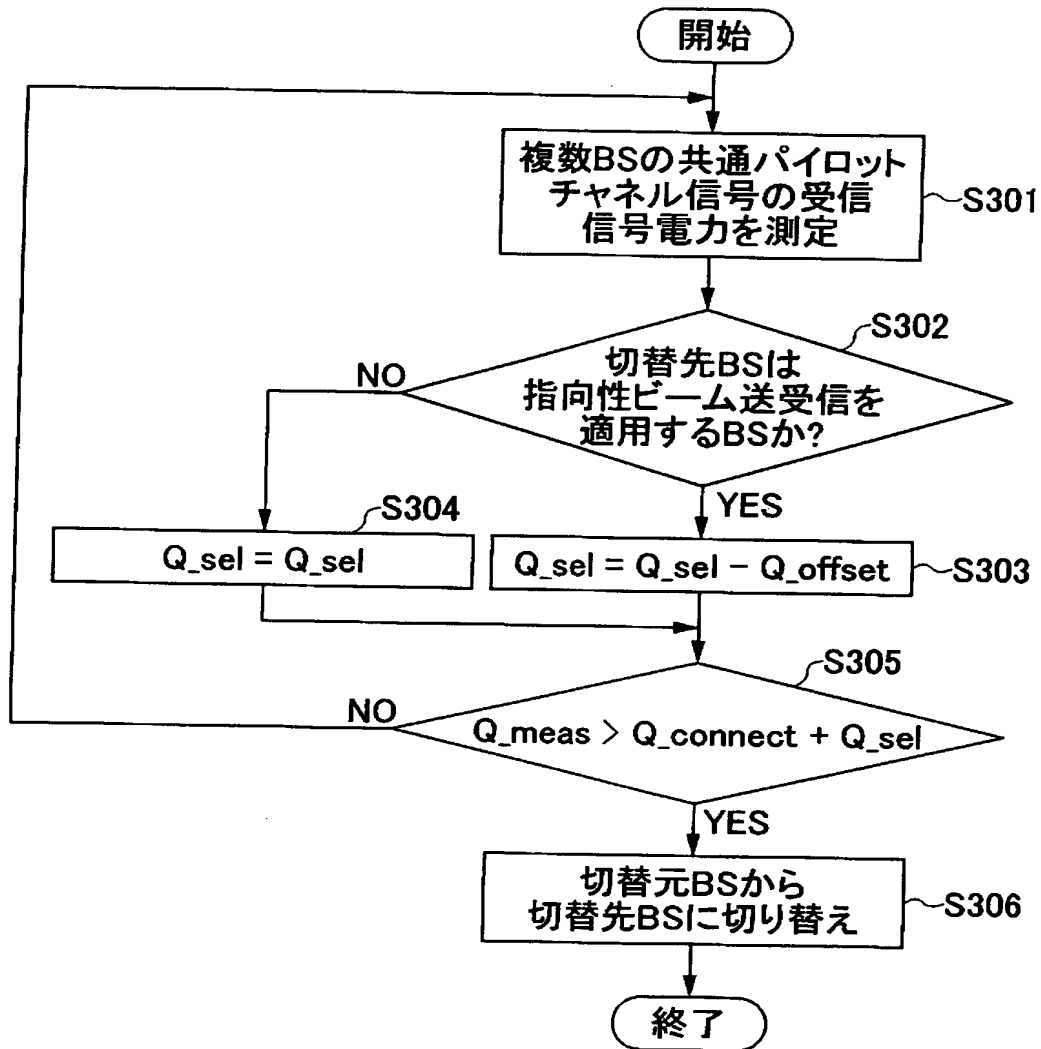 開始
複数BSの共通パイロット
チャネル信号の受信
信号電力を測定
S301
S302
切替先BSは
指向性ビーム送受信を
適用するBSか?
NO
YES
S304
Q_sel = Q_sel
Q_sel = Q_sel − Q_offset
S303
S305
NO
Q_meas > Q_connect + Q_sel
YES
切替元BSから
切替先BSに切り替え
S306
終了